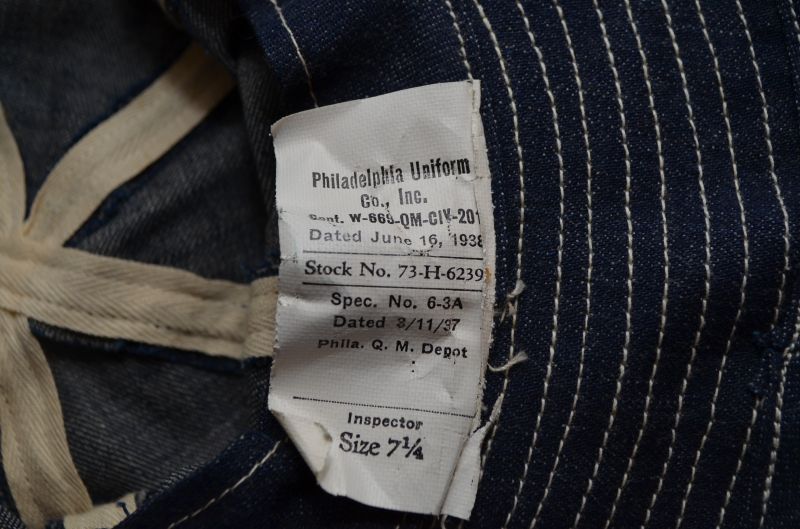 Philadelphia Uniform
Co., Inc.
Cont. W-669-QM-CIV-201
Dated June 16, 1938
Stock No. 73-H-6239
Spec. No. 6-3A
Dated 3/11/37
Phila. Q. M. Depot
Inspector
Size 7¼